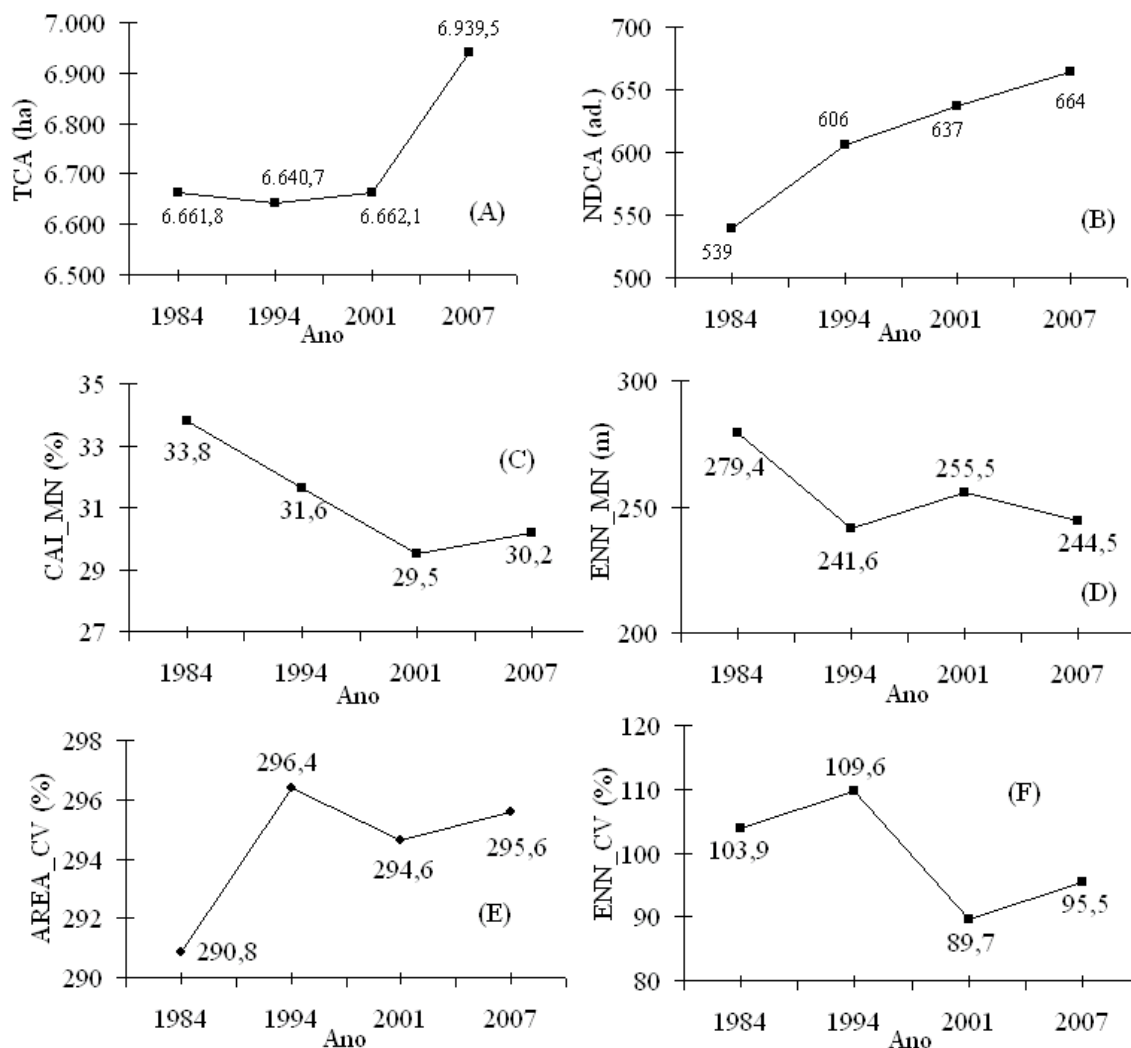 7.000
6.900
6.800
6.700
6.600
6.500
TCA (ha)
6.661,8
6.640,7
6.662,1
6.939,5
(A)
1984 1994 2001 2007
Ano
700
650
600
550
500
NDCA (ad.)
539
606
637
664
(B)
1984 1994 2001 2007
Ano
35
33
31
29
27
CAI_MN (%)
33,8
31,6
29,5
30,2
(C)
1984 1994 2001 2007
Ano
300
250
200
ENN_MN (m)
279,4
241,6
255,5
244,5
(D)
1984 1994 2001 2007
Ano
298
296
294
292
290
AREA_CV (%)
290,8
296,4
294,6
295,6
(E)
1984 1994 2001 2007
Ano
120
110
100
90
80
ENN_CV (%)
103,9
109,6
89,7
95,5
(F)
1984 1994 2001 2007
Ano